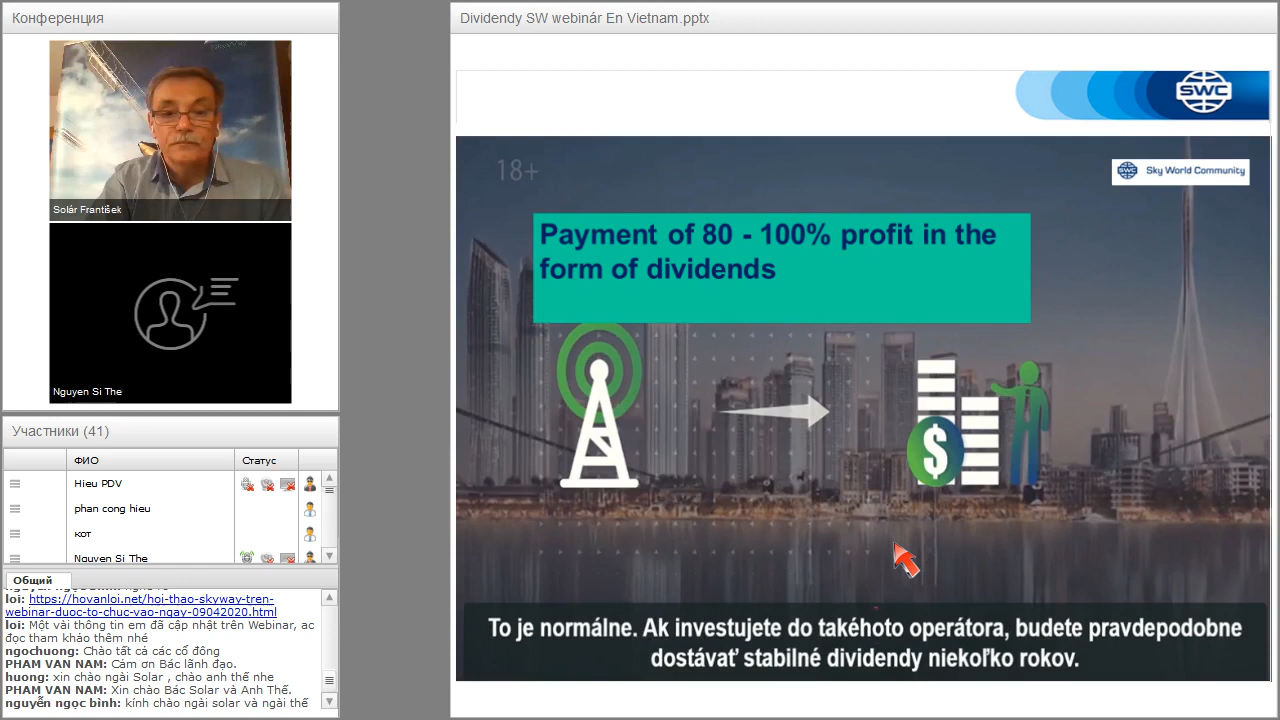 Конференция
Solár František
Nguyen Si The
Участники (41)
ФИО
Статус
Hieu PDV
phan cong hieu
кот
Nguyen Si The
Общий
loi: https://hovanloi.net/hoi-thao-skyway-tren-
webinar-duoc-to-chuc-vao-ngay-09042020.html
loi: Một vài thông tin em đã cập nhật trên Webinar, ac
đọc tham khảo thêm nhé
ngochuong: Chào tất cả các cổ đông
PHAM VAN NAM: Cám ơn Bác lãnh đạo.
huong: xin chào ngài Solar , chào anh thế nhe
PHAM VAN NAM: Xin chào Bác Solar và Anh Thế.
nguyễn ngọc bình: kính chào ngài solar và ngài thế
Dividendy SW webinár En Vietnam.pptx
SWC
18+
SWC Sky World Community
Payment of 80 - 100% profit in the
form of dividends
$
To je normálne. Ak investujete do takéhoto operátora, budete pravdepodobne
dostávať stabilné dividendy niekoľko rokov.